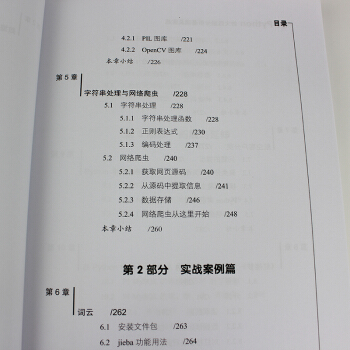 目录
4.2.1 PIL 图库 /221
4.2.2 OpenCV 图库 /224
本章小结 /226
第 5 章
字符串处理与网络爬虫 /228
5.1 字符串处理 /228
5.1.1 字符串处理函数 /228
5.1.2 正则表达式 /230
5.1.3 编码处理 /237
5.2 网络爬虫 /240
5.2.1 获取网页源码 /240
5.2.2 从源码中提取信息 /241
5.2.3 数据存储 /246
5.2.4 网络爬虫从这里开始 /248
本章小结 /260
第 2 部分 实战案例篇
第 6 章
词云 /262
6.1 安装文件包 /263
6.2 jieba 功能用法 /264